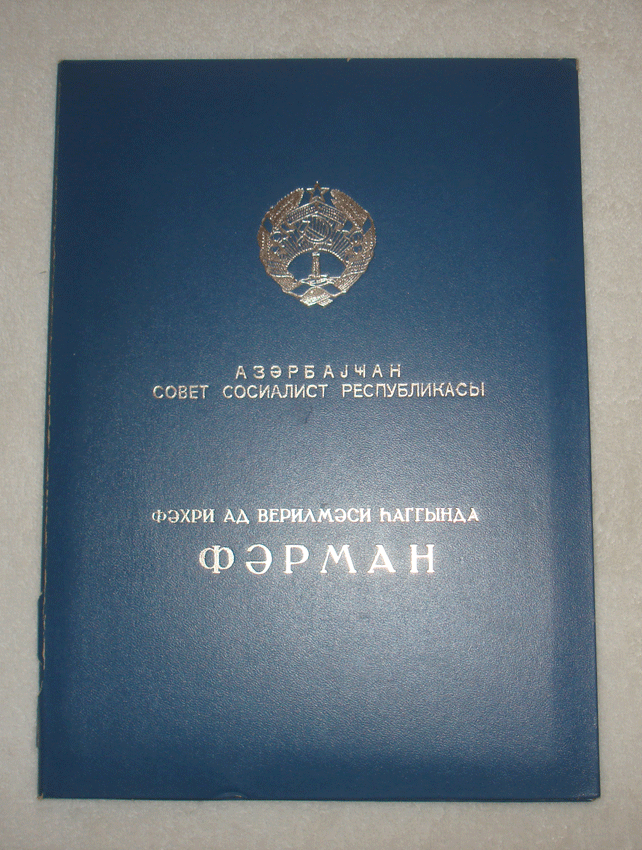 АЗӘРБАЈҸАН
СОВЕТ СОСИАЛИСТ РЕСПУБЛИКАСЫ
ФӘХРИ АД ВЕРИЛМӘСИ ҺАГГЫНДА
ФӘРМАН